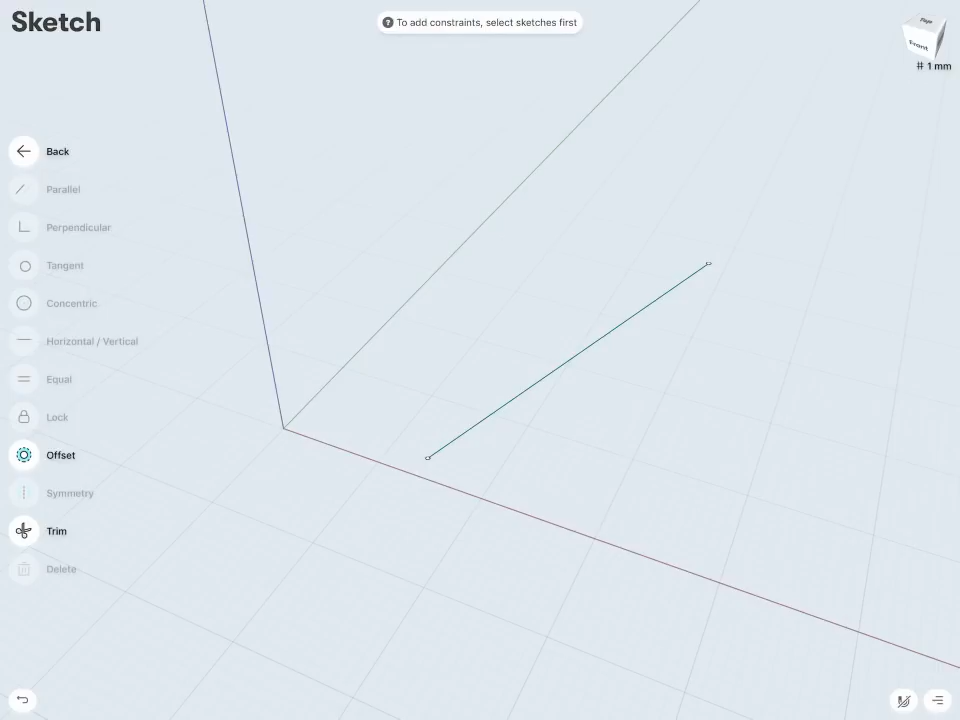 Sketch
? To add constraints, select sketches first
Front
# 1 mm
Back
Parallel
Perpendicular
Tangent
Concentric
Horizontal / Vertical
Equal
Lock
Offset
Symmetry
Trim
Delete